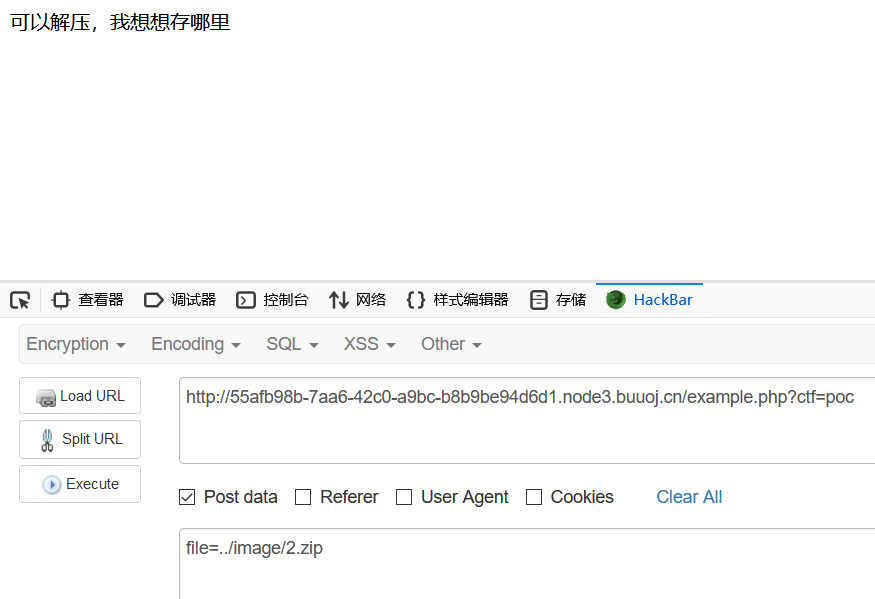 可以解压，我想想存哪里
查看器 调试器 控制台 网络 样式编辑器 存储 HackBar
Encryption Encoding SQL XSS Other
Load URL
http://55afb98b-7aa6-42c0-a9bc-b8b9be94d6d1.node3.buuoj.cn/example.php?ctf=poc
Split URL
Execute
Post data Referer User Agent Cookies Clear All
file=../image/2.zip